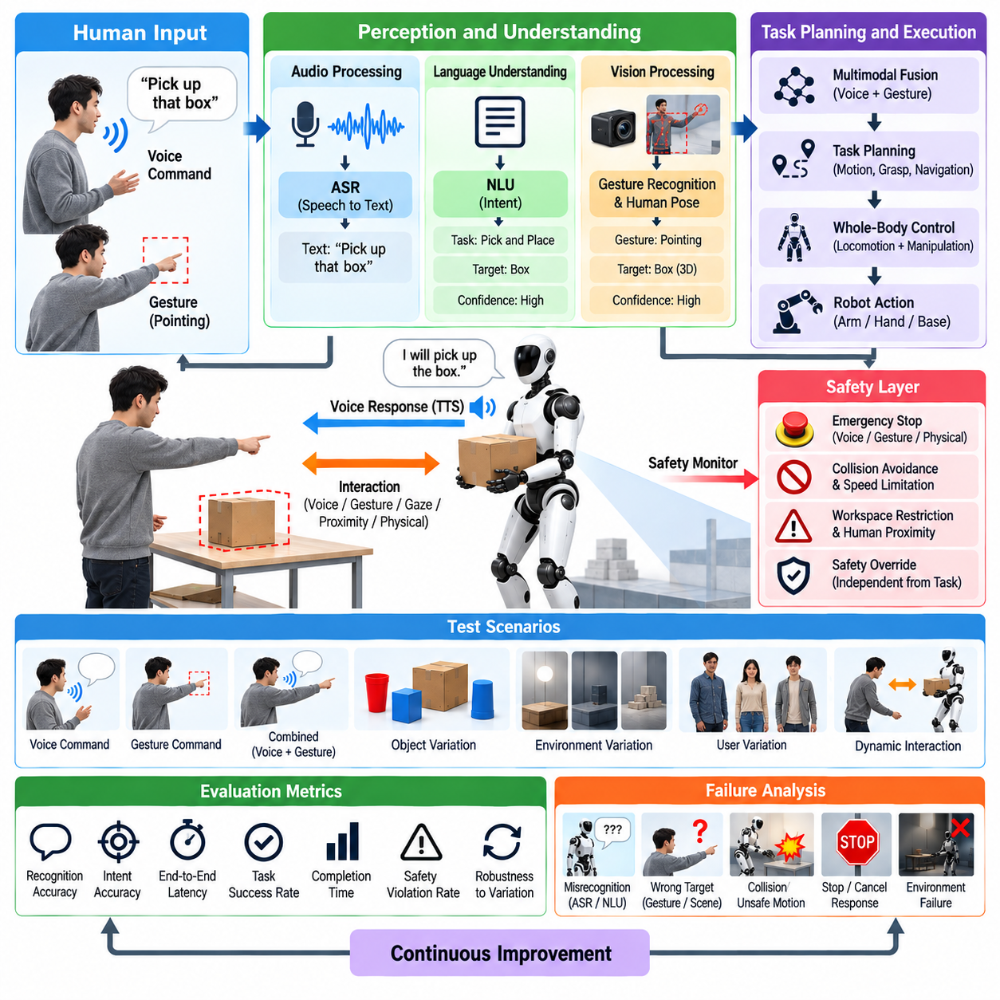 Human Input
“Pick up
that box”
Voice
Command
Gesture
(Pointing)
Perception and Understanding
Audio Processing
ASR
(Speech to Text)
Text: “Pick up
that box”
Language Understanding
NLU
(Intent)
Task: Pick and Place
Target: Box
Confidence: High
Vision Processing
Gesture Recognition
& Human Pose
Gesture: Pointing
Target: Box (3D)
Confidence: High
Task Planning and Execution
Multimodal Fusion
(Voice + Gesture)
Task Planning
(Motion, Grasp, Navigation)
Whole-Body Control
(Locomotion + Manipulation)
Robot Action
(Arm / Hand / Base)
I will pick up
the box.”
Voice Response (TTS)
Interaction
(Voice / Gesture / Gaze /
Proximity / Physical)
Safety Monitor
Safety Layer
Emergency Stop
(Voice / Gesture / Physical)
Collision Avoidance
& Speed Limitation
Workspace Restriction
& Human Proximity
Safety Override
(Independent from Task)
Test Scenarios
Voice Command
Gesture Command
Combined
(Voice + Gesture)
Object Variation
Environment Variation
User Variation
Dynamic Interaction
Evaluation Metrics
Recognition
Accuracy
Intent
Accuracy
End-to-End
Latency
Task
Success Rate
Completion
Time
Safety
Violation Rate
Robustness
to Variation
Failure Analysis
???
Misrecognition
(ASR / NLU)
?
Wrong Target
(Gesture / Scene)
Collision/
Unsafe Motion
STOP
Stop / Cancel
Response
Environment
Failure
Continuous Improvement